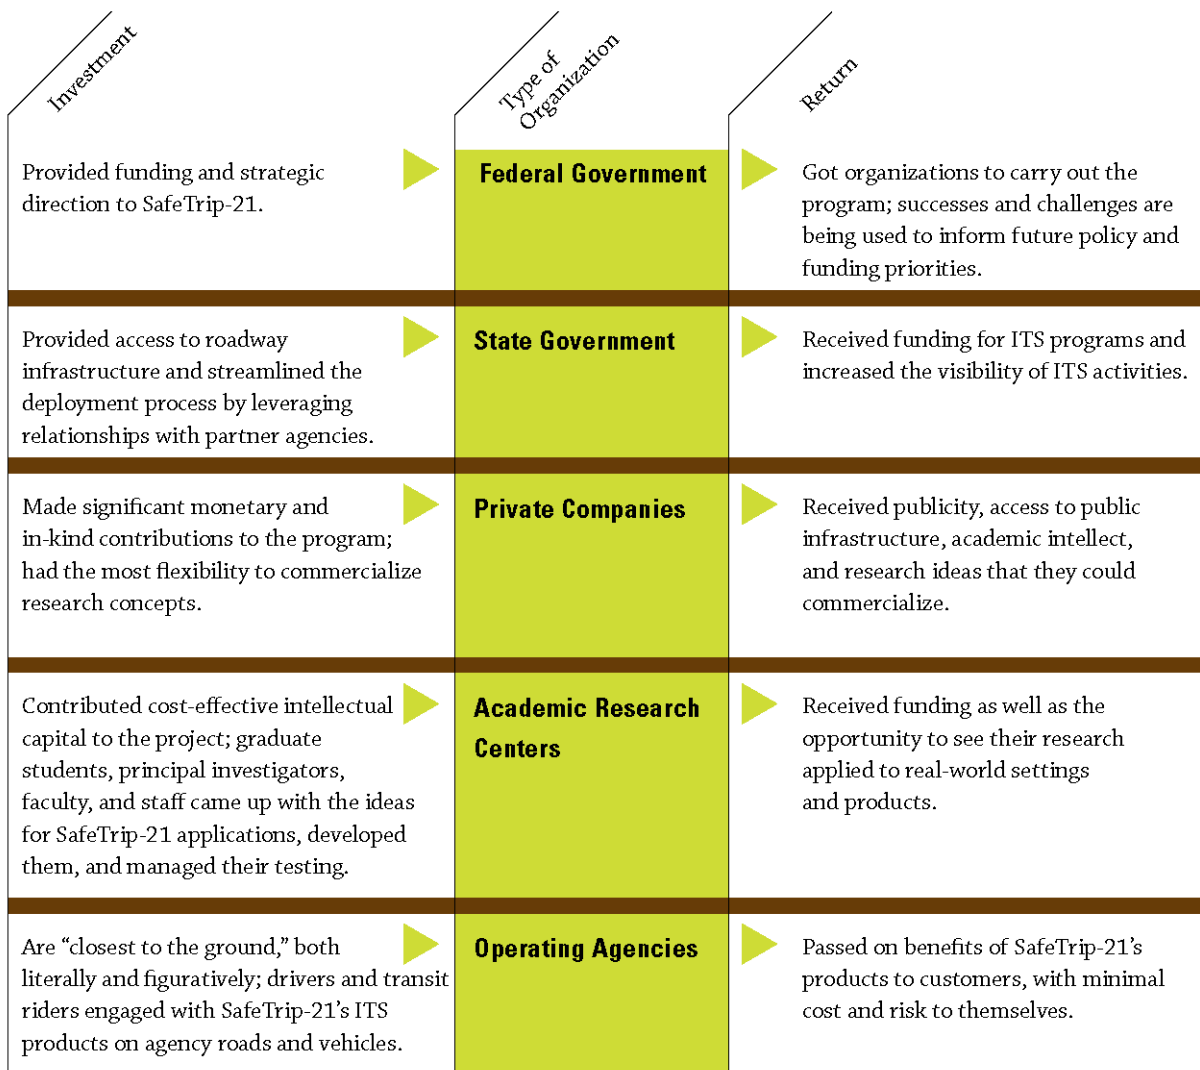 Investment
Type of
Organization
Return
Provided funding and strategic
direction to SafeTrip-21.
Federal Government
Got organizations to carry out the
program; successes and challenges are
being used to inform future policy and
funding priorities.
Provided access to roadway
infrastructure and streamlined the
deployment process by leveraging
relationships with partner agencies.
State Government
Received funding for ITS programs and
increased the visibility of ITS activities.
Made significant monetary and
in-kind contributions to the program;
had the most flexibility to commercialize
research concepts.
Private Companies
Received publicity, access to public
infrastructure, academic intellect,
and research ideas that they could
commercialize.
Contributed cost-effective intellectual
capital to the project; graduate
students, principal investigators,
faculty, and staff came up with the ideas
for SafeTrip-21 applications, developed
them, and managed their testing.
Academic Research
Centers
Received funding as well as the
opportunity to see their research
applied to real-world settings
and products.
Are “closest to the ground,” both
literally and figuratively; drivers and transit
riders engaged with SafeTrip-21’s ITS
products on agency roads and vehicles.
Operating Agencies
Passed on benefits of SafeTrip-21’s
products to customers, with minimal
cost and risk to themselves.